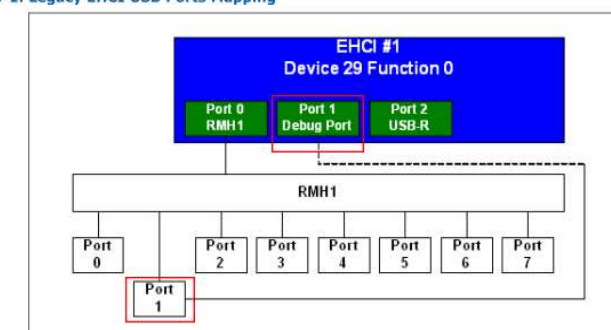 Legacy EHCI USB Ports Mapping
EHCI #1
Device 29 Function 0
Port 0
RMH1
Port 1
Debug Port
Port 2
USB-R
RMH1
Port
0
Port
2
Port
3
Port
4
Port
5
Port
6
Port
7
Port
1